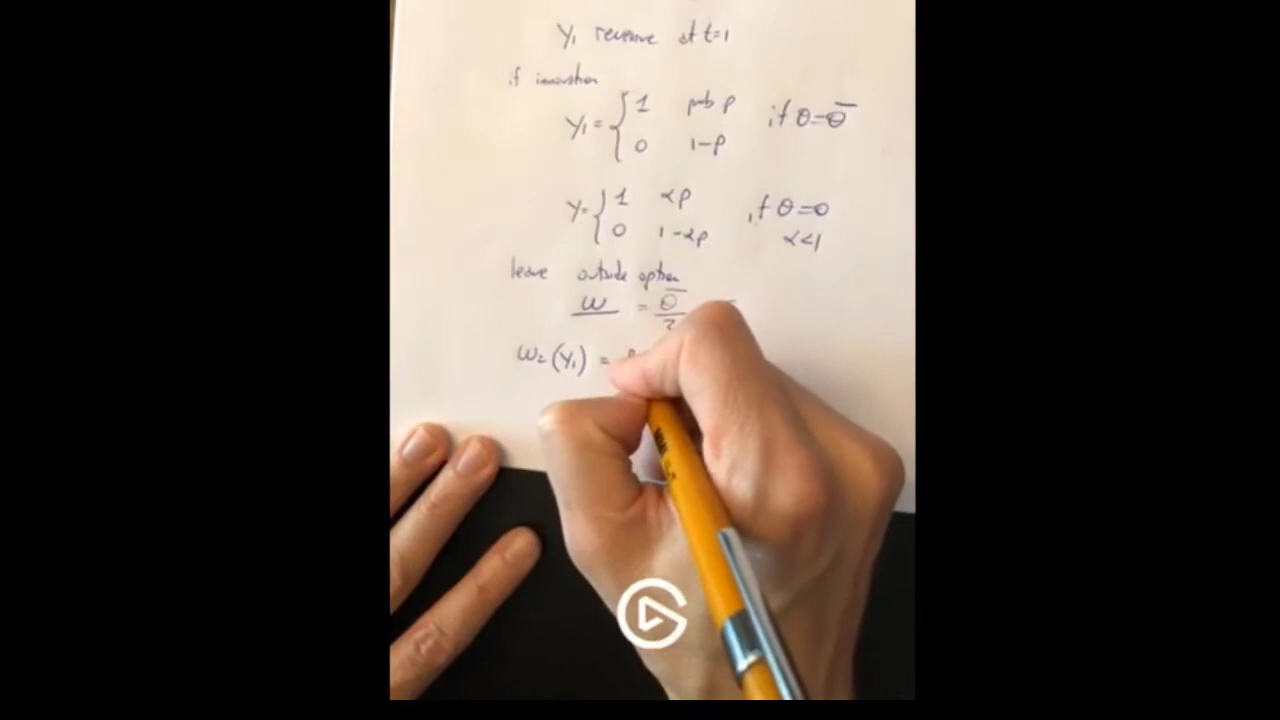 y₁ revenue at t=1
if innovation
y₁ = { 1 prob p if θ=θ̅
0 1-p
y= { 1 αp if θ=0
0 1-αp α<1
leave outside option
w = θ̅/2
w₂(y₁) =